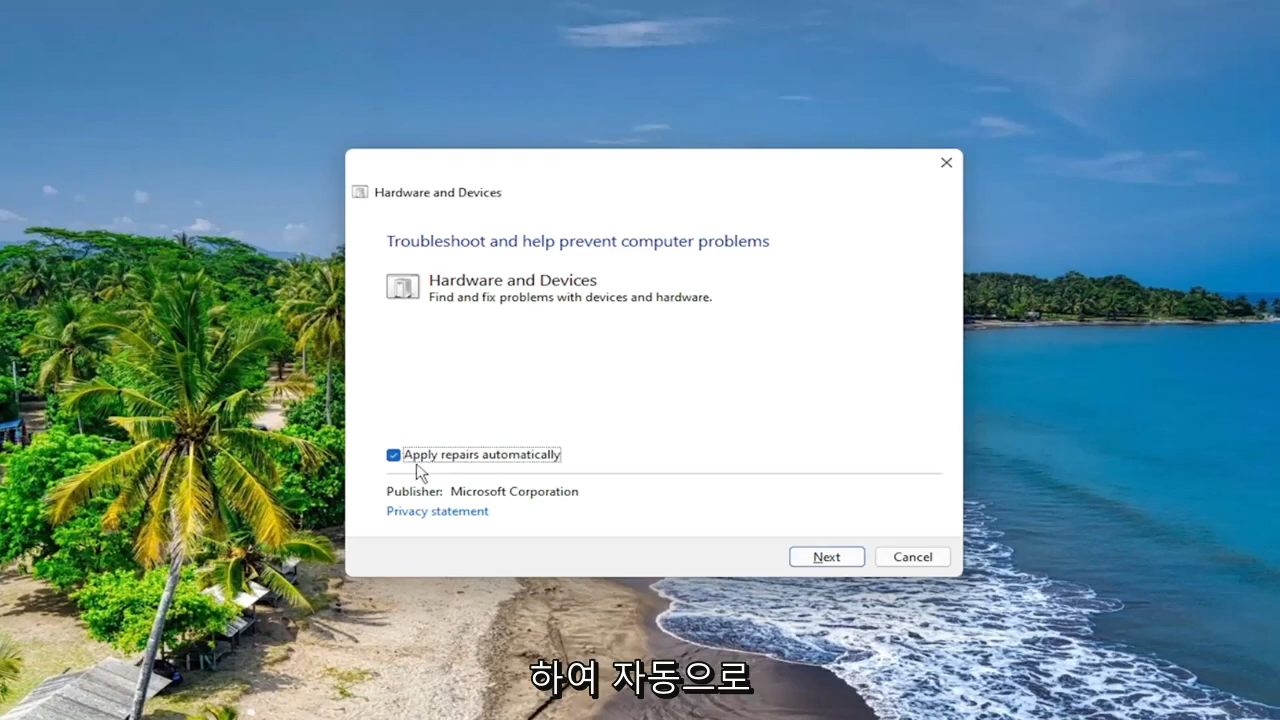 Hardware and Devices
Troubleshoot and help prevent computer problems
Hardware and Devices
Find and fix problems with devices and hardware.
Apply repairs automatically
Publisher: Microsoft Corporation
Privacy statement
Next Cancel
하여 자동으로